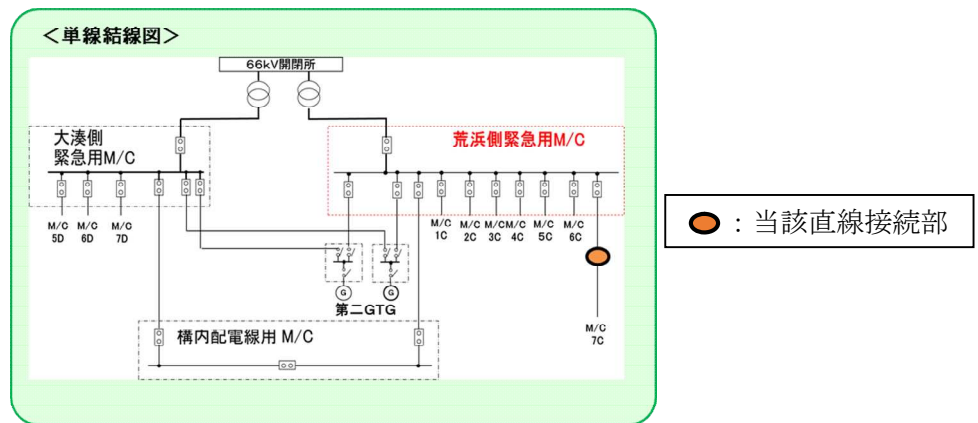 ＜単線結線図＞
66kV開閉所
大湊側
緊急用M/C
荒浜側緊急用M/C
M/C
5D
M/C
6D
M/C
7D
M/C
1C
M/C
2C
M/C
3C
M/C
4C
M/C
5C
M/C
6C
G
G
第二GTG
構内配電線用 M/C
M/C
7C
：当該直線接続部